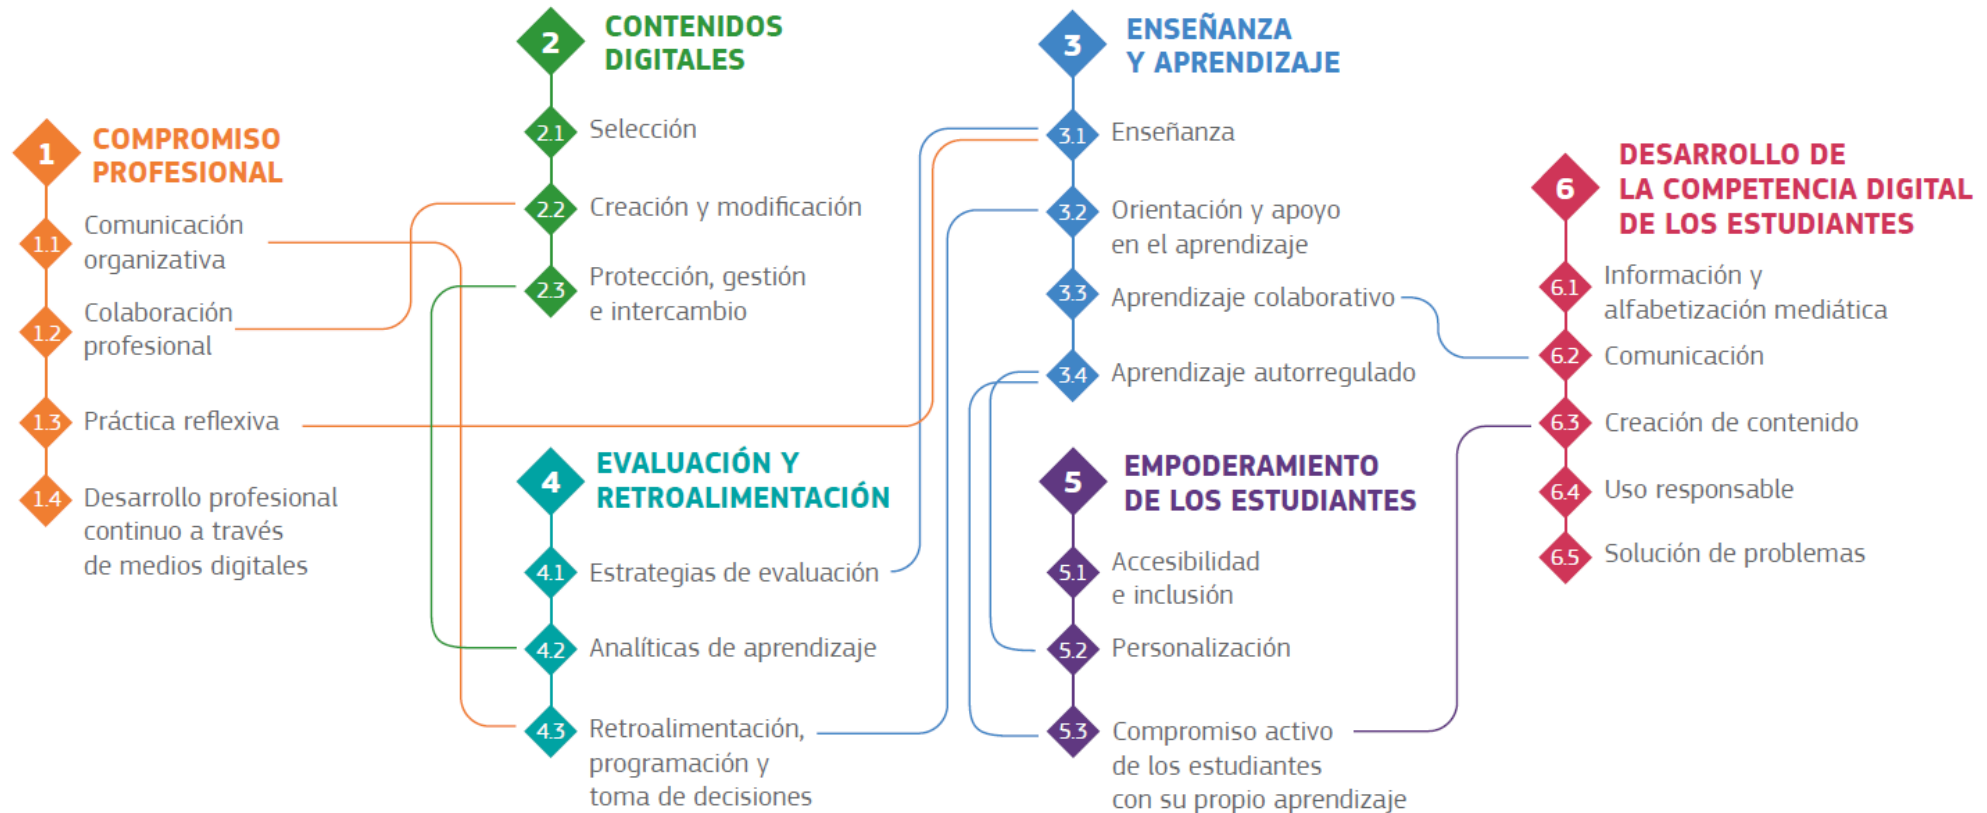 1
COMPROMISO
PROFESIONAL
1.1
Comunicación
organizativa
1.2
Colaboración
profesional
1.3
Práctica reflexiva
1.4
Desarrollo profesional
continuo a través
de medios digitales
2
CONTENIDOS
DIGITALES
2.1
Selección
2.2
Creación y modificación
2.3
Protección, gestión
e intercambio
3
ENSEÑANZA
Y APRENDIZAJE
3.1
Enseñanza
3.2
Orientación y apoyo
en el aprendizaje
3.3
Aprendizaje colaborativo
3.4
Aprendizaje autorregulado
4
EVALUACIÓN Y
RETROALIMENTACIÓN
4.1
Estrategias de evaluación
4.2
Analíticas de aprendizaje
4.3
Retroalimentación,
programación y
toma de decisiones
5
EMPODERAMIENTO
DE LOS ESTUDIANTES
5.1
Accesibilidad
e inclusión
5.2
Personalización
5.3
Compromiso activo
de los estudiantes
con su propio aprendizaje
6
DESARROLLO DE
LA COMPETENCIA DIGITAL
DE LOS ESTUDIANTES
6.1
Información y
alfabetización mediática
6.2
Comunicación
6.3
Creación de contenido
6.4
Uso responsable
6.5
Solución de problemas